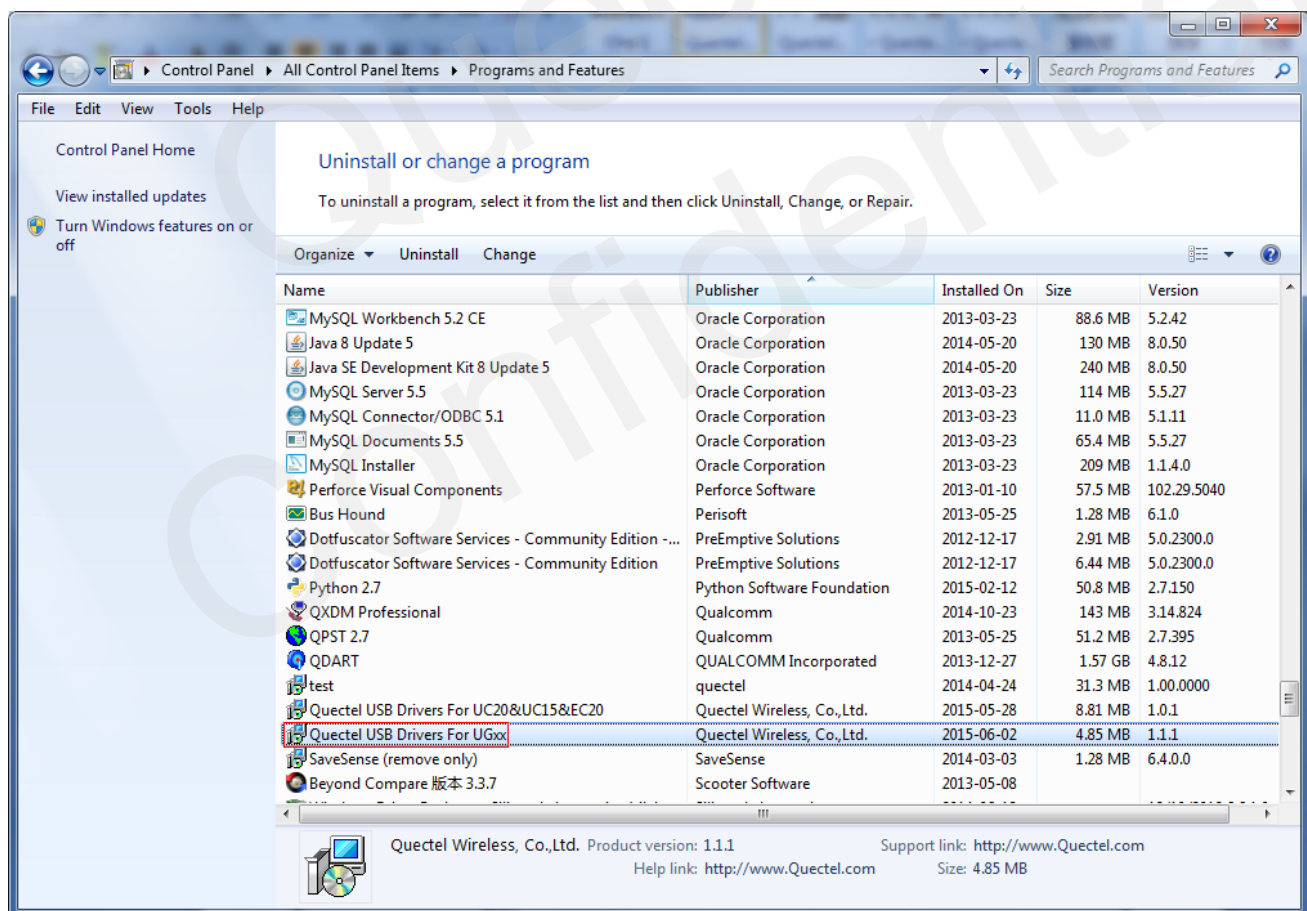 Control Panel ▸ All Control Panel Items ▸ Programs and Features
Search Programs and Features
File Edit View Tools Help
Control Panel Home
View installed updates
Turn Windows features on or
off
Uninstall or change a program
To uninstall a program, select it from the list and then click Uninstall, Change, or Repair.
Organize Uninstall Change
Name Publisher Installed On Size Version
MySQL Workbench 5.2 CE Oracle Corporation 2013-03-23 88.6 MB 5.2.42
Java 8 Update 5 Oracle Corporation 2014-05-20 130 MB 8.0.50
Java SE Development Kit 8 Update 5 Oracle Corporation 2014-05-20 240 MB 8.0.50
MySQL Server 5.5 Oracle Corporation 2013-03-23 114 MB 5.5.27
MySQL Connector/ODBC 5.1 Oracle Corporation 2013-03-23 11.0 MB 5.1.11
MySQL Documents 5.5 Oracle Corporation 2013-03-23 65.4 MB 5.5.27
MySQL Installer Oracle Corporation 2013-03-23 209 MB 1.1.4.0
Perforce Visual Components Perforce Software 2013-01-10 57.5 MB 102.29.5040
Bus Hound Perisoft 2013-05-25 1.28 MB 6.1.0
Dotfuscator Software Services - Community Edition -... PreEmptive Solutions 2012-12-17 2.91 MB 5.0.2300.0
Dotfuscator Software Services - Community Edition PreEmptive Solutions 2012-12-17 6.44 MB 5.0.2300.0
Python 2.7 Python Software Foundation 2015-02-12 50.8 MB 2.7.150
QXDM Professional Qualcomm 2014-10-23 143 MB 3.14.824
QPST 2.7 Qualcomm 2013-05-25 51.2 MB 2.7.395
QDART QUALCOMM Incorporated 2013-12-27 1.57 GB 4.8.12
test quectel 2014-04-24 31.3 MB 1.00.0000
Quectel USB Drivers For UC20&UC15&EC20 Quectel Wireless, Co.,Ltd. 2015-05-28 8.81 MB 1.0.1
Quectel USB Drivers For UGxx Quectel Wireless, Co.,Ltd. 2015-06-02 4.85 MB 1.1.1
SaveSense (remove only) SaveSense 2014-03-03 1.28 MB 6.4.0.0
Beyond Compare 版本 3.3.7 Scooter Software 2013-05-08
Quectel Wireless, Co.,Ltd. Product version: 1.1.1 Support link: http://www.Quectel.com
Help link: http://www.Quectel.com Size: 4.85 MB